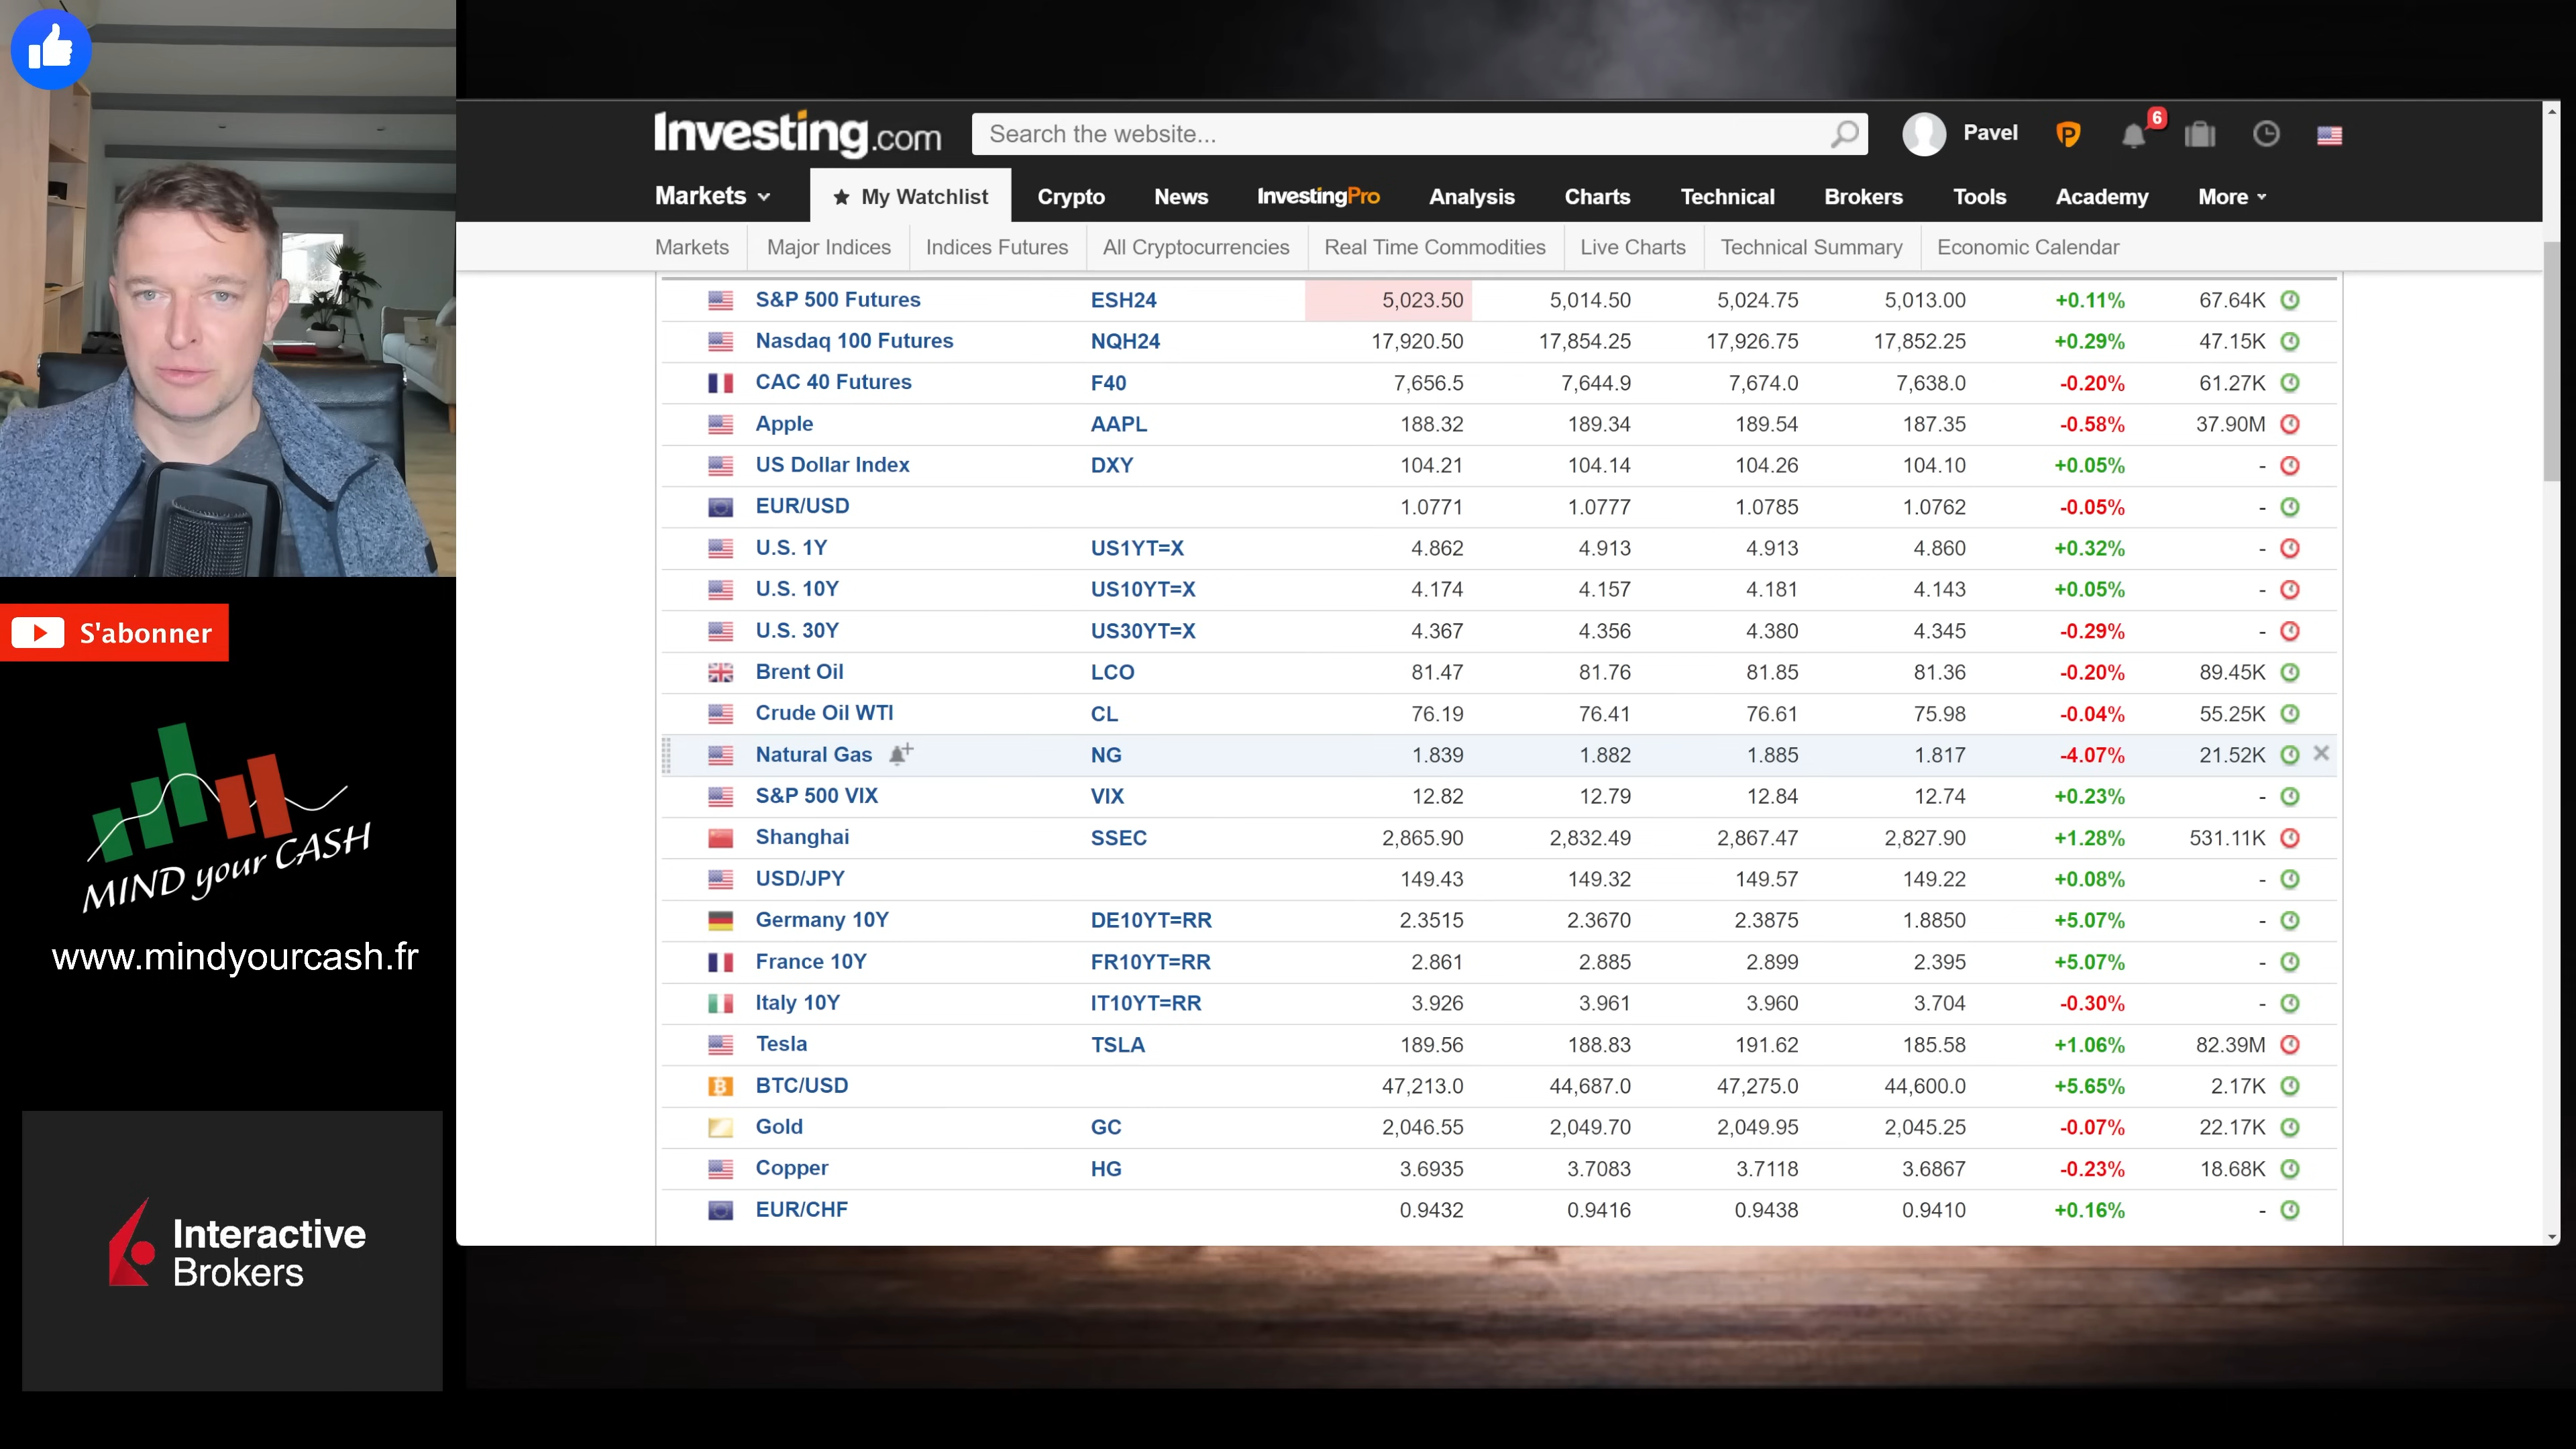 Investing.com
Search the website...
Pavel
6
Markets
My Watchlist
Crypto
News
InvestingPro
Analysis
Charts
Technical
Brokers
Tools
Academy
More
Markets
Major Indices
Indices Futures
All Cryptocurrencies
Real Time Commodities
Live Charts
Technical Summary
Economic Calendar
S&P 500 Futures ESH24 5,023.50 5,014.50 5,024.75 5,013.00 +0.11% 67.64K
Nasdaq 100 Futures NQH24 17,920.50 17,854.25 17,926.75 17,852.25 +0.29% 47.15K
CAC 40 Futures F40 7,656.5 7,644.9 7,674.0 7,638.0 -0.20% 61.27K
Apple AAPL 188.32 189.34 189.54 187.35 -0.58% 37.90M
US Dollar Index DXY 104.21 104.14 104.26 104.10 +0.05% -
EUR/USD 1.0771 1.0777 1.0785 1.0762 -0.05% -
U.S. 1Y US1YT=X 4.862 4.913 4.913 4.860 +0.32% -
U.S. 10Y US10YT=X 4.174 4.157 4.181 4.143 +0.05% -
U.S. 30Y US30YT=X 4.367 4.356 4.380 4.345 -0.29% -
Brent Oil LCO 81.47 81.76 81.85 81.36 -0.20% 89.45K
Crude Oil WTI CL 76.19 76.41 76.61 75.98 -0.04% 55.25K
Natural Gas NG 1.839 1.882 1.885 1.817 -4.07% 21.52K
S&P 500 VIX VIX 12.82 12.79 12.84 12.74 +0.23% -
Shanghai SSEC 2,865.90 2,832.49 2,867.47 2,827.90 +1.28% 531.11K
USD/JPY 149.43 149.32 149.57 149.22 +0.08% -
Germany 10Y DE10YT=RR 2.3515 2.3670 2.3875 1.8850 +5.07% -
France 10Y FR10YT=RR 2.861 2.885 2.899 2.395 +5.07% -
Italy 10Y IT10YT=RR 3.926 3.961 3.960 3.704 -0.30% -
Tesla TSLA 189.56 188.83 191.62 185.58 +1.06% 82.39M
BTC/USD 47,213.0 44,687.0 47,275.0 44,600.0 +5.65% 2.17K
Gold GC 2,046.55 2,049.70 2,049.95 2,045.25 -0.07% 22.17K
Copper HG 3.6935 3.7083 3.7118 3.6867 -0.23% 18.68K
EUR/CHF 0.9432 0.9416 0.9438 0.9410 +0.16% -
S'abonner
MIND your CASH
www.mindyourcash.fr
Interactive
Brokers